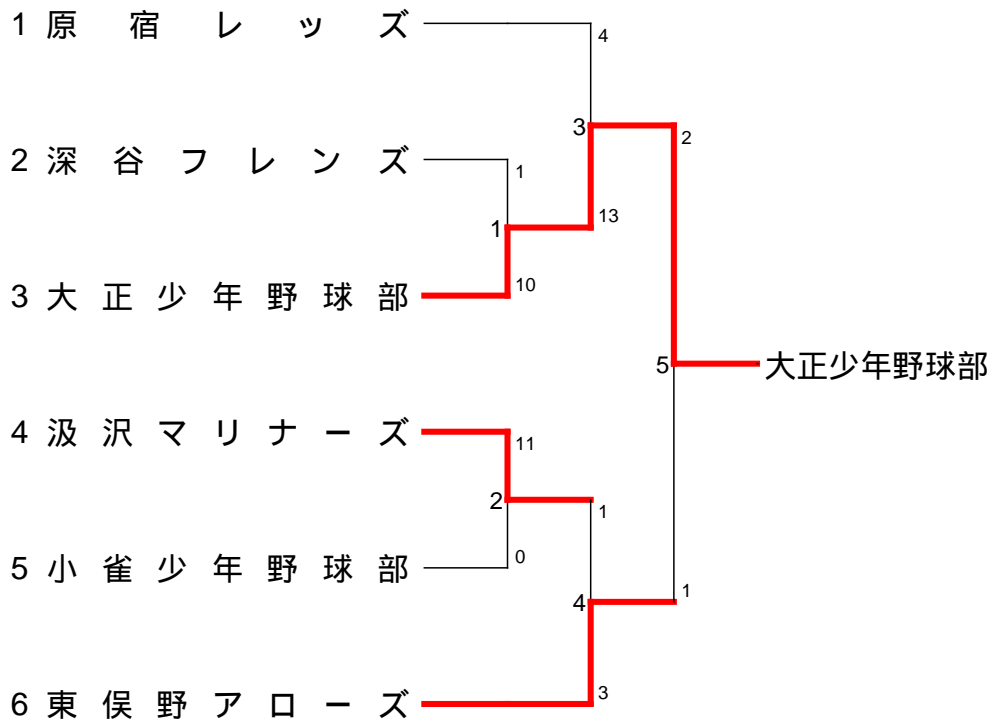 1 原宿レッズ
4
3
2
2 深谷フレンズ
1
1
13
3 大正少年野球部
10
5
大正少年野球部
4 汲沢マリナーズ
11
2
1
5 小雀少年野球部
0
4
1
6 東俣野アローズ
3